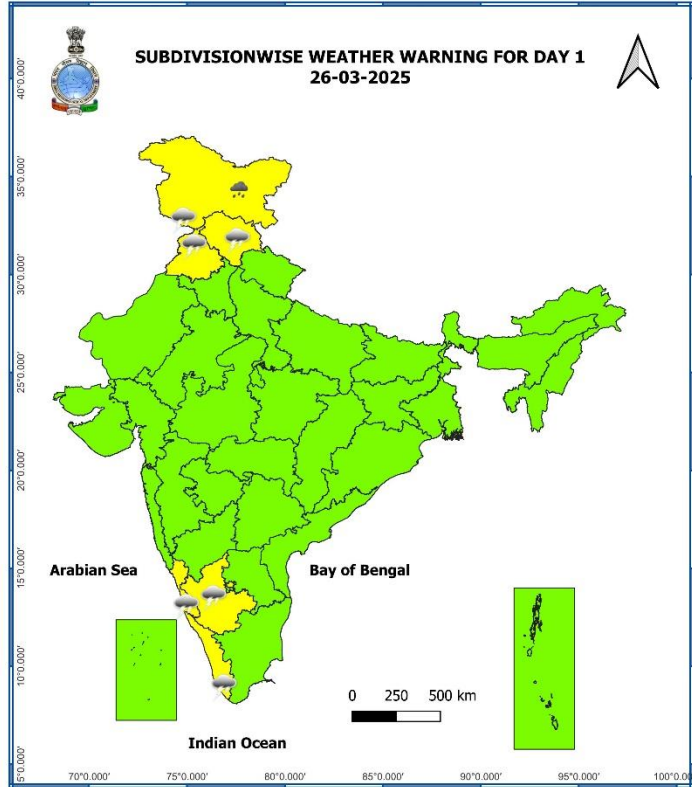 SUBDIVISIONWISE WEATHER WARNING FOR DAY 1
26-03-2025
40°0.000'
35°0.000'
30°0.000'
25°0.000'
20°0.000'
15°0.000'
10°0.000'
5°0.000'
Arabian Sea
Bay of Bengal
0 250 500 km
Indian Ocean
70°0.000' 75°0.000' 80°0.000' 85°0.000' 90°0.000' 95°0.000' 100°0.00